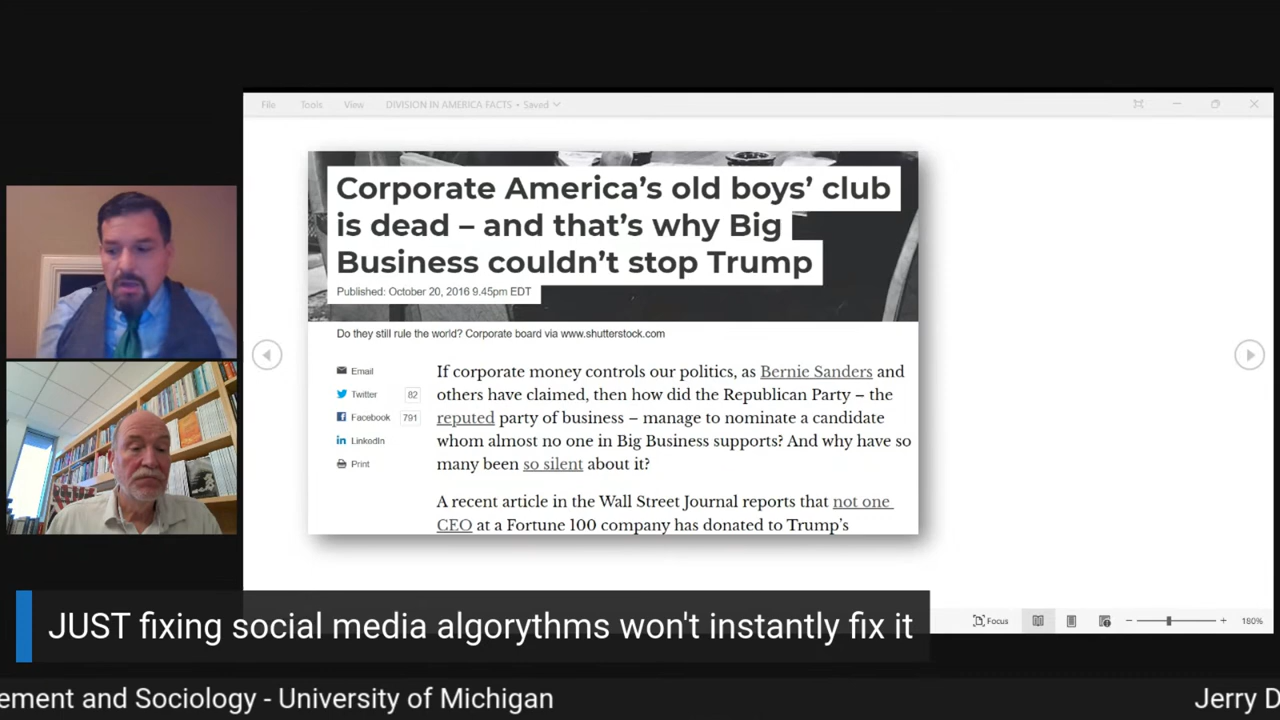 File Tools View DIVISION IN AMERICA FACTS • Saved
Corporate America's old boys' club
is dead – and that's why Big
Business couldn't stop Trump
Published: October 20, 2016 9.45pm EDT
Do they still rule the world? Corporate board via www.shutterstock.com
Email
Twitter 82
Facebook 791
LinkedIn
Print
If corporate money controls our politics, as Bernie Sanders and
others have claimed, then how did the Republican Party – the
reputed party of business – manage to nominate a candidate
whom almost no one in Big Business supports? And why have so
many been so silent about it?
A recent article in the Wall Street Journal reports that not one
CEO at a Fortune 100 company has donated to Trump's
JUST fixing social media algorythms won't instantly fix it
Focus
180%
ement and Sociology - University of Michigan
Jerry D